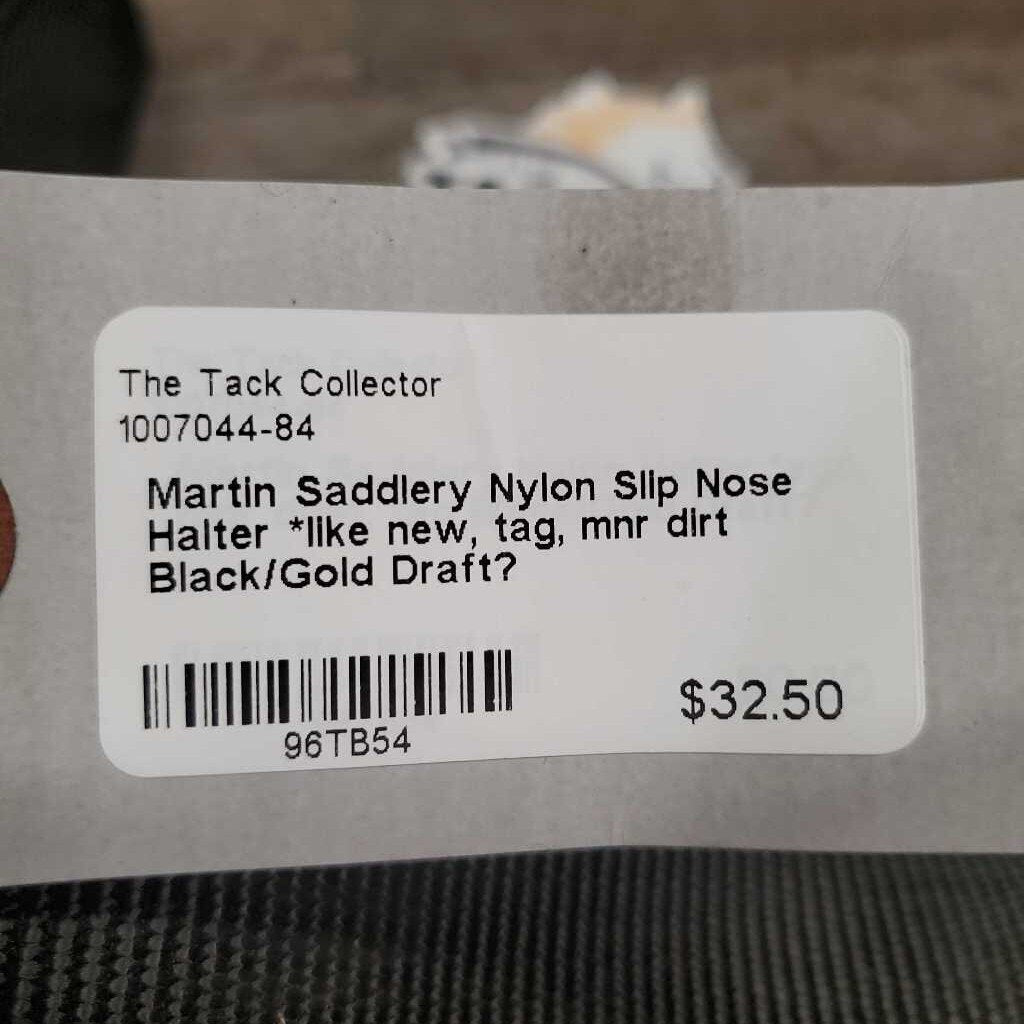 The Tack Collector
1007044-84
Martin Saddlery Nylon Slip Nose
Halter *like new, tag, mnr dirt
Black/Gold Draft?
96TB54
$32.50